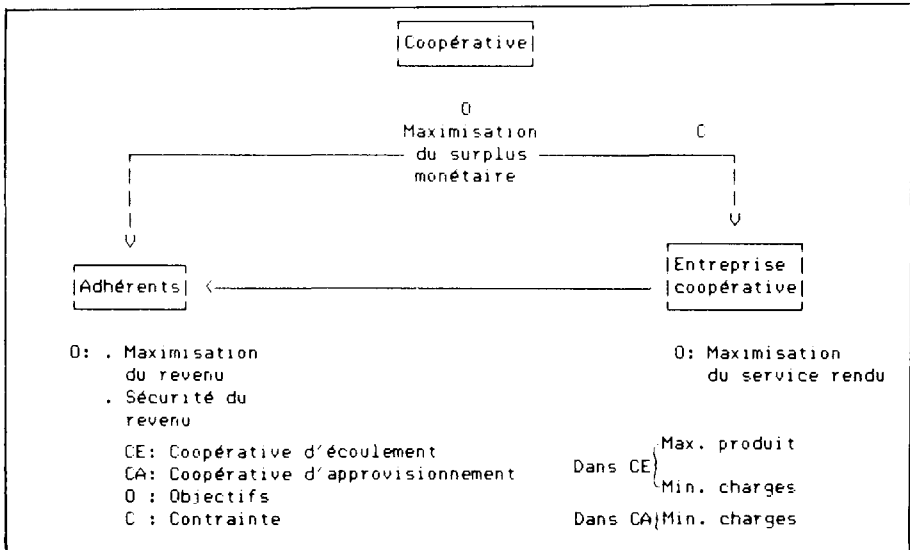 Coopérative
O
Maximisation C
du surplus
monétaire
Adhérents
Entreprise
coopérative
O: . Maximisation
du revenu
. Sécurité du
revenu
O: Maximisation
du service rendu
CE: Coopérative d'écoulement
CA: Coopérative d'approvisionnement
O : Objectifs
C : Contrainte
Max. produit
Dans CE
Min. charges
Dans CA Min. charges